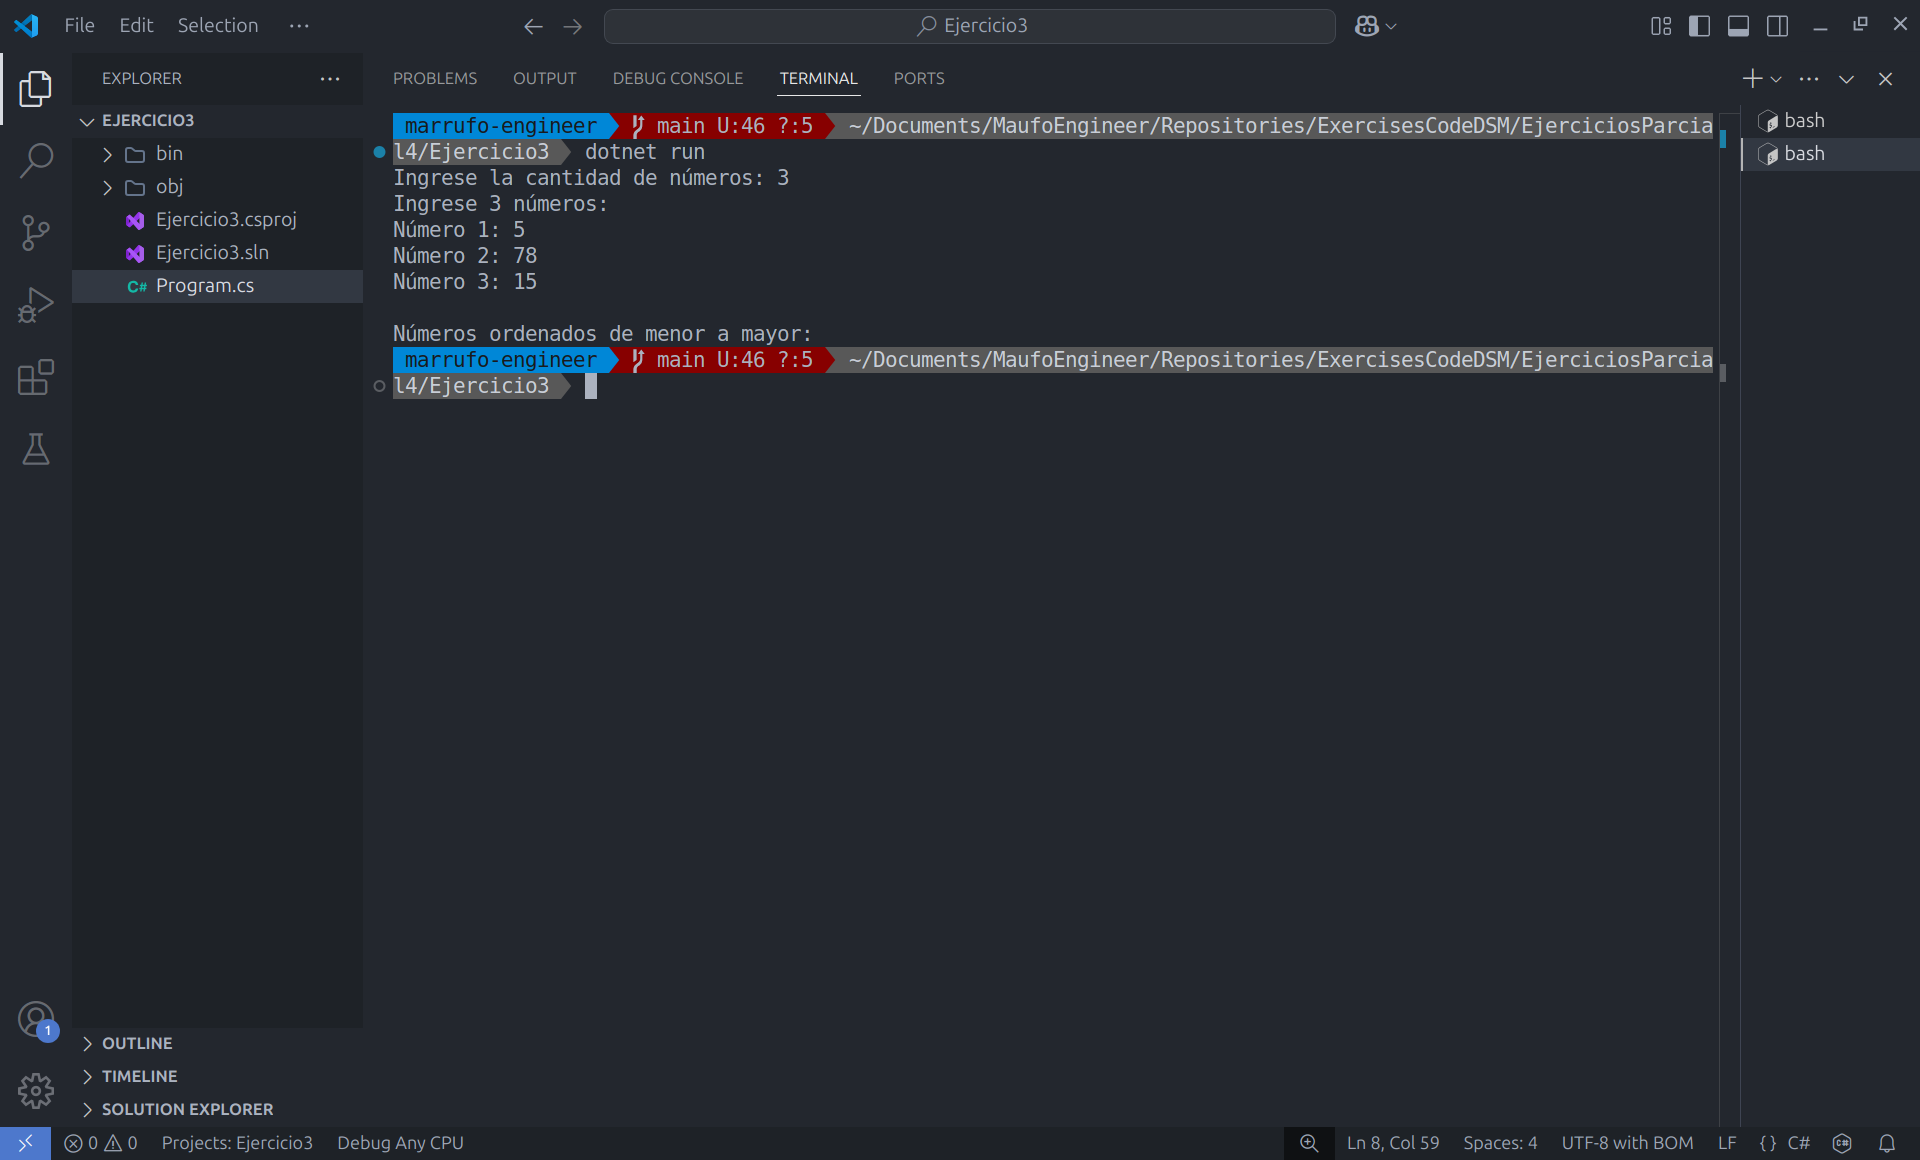 File Edit Selection ···
Ejercicio3
EXPLORER ···
EJERCICIO3
bin
obj
Ejercicio3.csproj
Ejercicio3.sln
C# Program.cs
OUTLINE
TIMELINE
SOLUTION EXPLORER
PROBLEMS OUTPUT DEBUG CONSOLE TERMINAL PORTS
marrufo-engineer main U:46 ?:5 ~/Documents/MaufoEngineer/Repositories/ExercisesCodeDSM/EjerciciosParcia
l4/Ejercicio3 dotnet run
Ingrese la cantidad de números: 3
Ingrese 3 números:
Número 1: 5
Número 2: 78
Número 3: 15
Números ordenados de menor a mayor:
marrufo-engineer main U:46 ?:5 ~/Documents/MaufoEngineer/Repositories/ExercisesCodeDSM/EjerciciosParcia
l4/Ejercicio3
bash
bash
1
0 0 Projects: Ejercicio3 Debug Any CPU
Ln 8, Col 59 Spaces: 4 UTF-8 with BOM LF {} C#